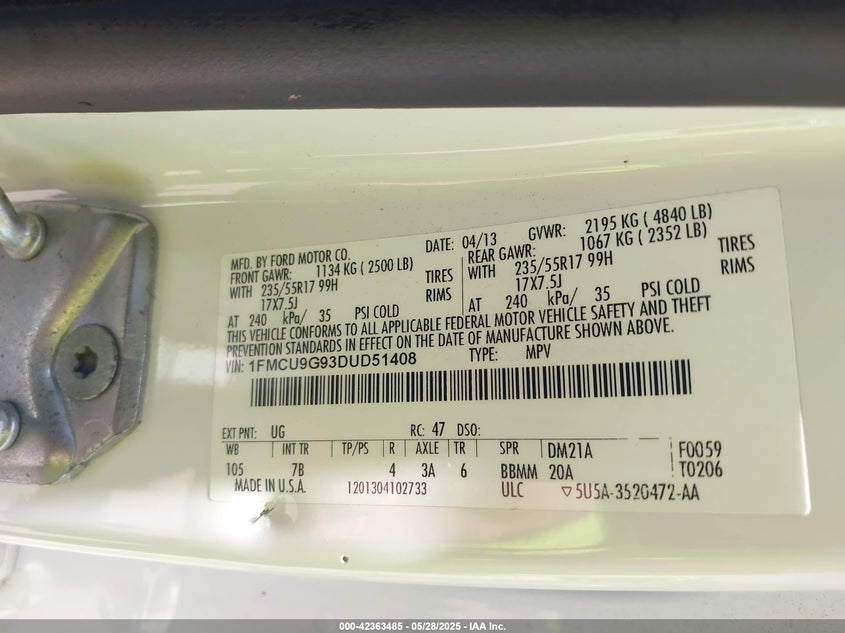 MFD. BY FORD MOTOR CO. DATE: 04/13 GVWR: 2195 KG ( 4840 LB)
FRONT GAWR: 1134 KG ( 2500 LB) REAR GAWR: 1067 KG ( 2352 LB)
WITH 235/55R17 99H TIRES WITH 235/55R17 99H TIRES
17X7.5J RIMS 17X7.5J RIMS
AT 240 kPa/ 35 PSI COLD AT 240 kPa/ 35 PSI COLD
THIS VEHICLE CONFORMS TO ALL APPLICABLE FEDERAL MOTOR VEHICLE SAFETY AND THEFT
PREVENTION STANDARDS IN EFFECT ON THE DATE OF MANUFACTURE SHOWN ABOVE.
VIN: 1FMCU9G93DUD51408 TYPE: MPV
EXT PNT: UG RC: 47 DSO:
WB INT TR TP/PS R AXLE TR SPR DM21A F0059
105 7B 4 3A 6 BBMM 20A T0206
MADE IN U.S.A. 1201304102733 ULC ▽5U5A-3520472-AA
000-42363485 - 05/28/2025 - IAA Inc.